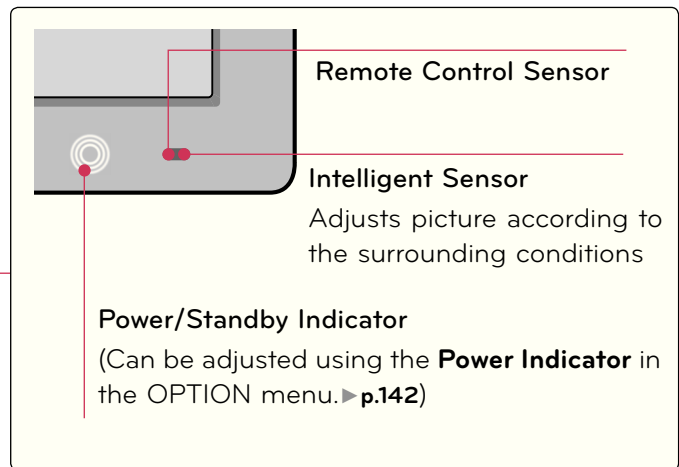 Remote Control Sensor
Intelligent Sensor
Adjusts picture according to
the surrounding conditions
Power/Standby Indicator
(Can be adjusted using the Power Indicator in
the OPTION menu.►p.142)